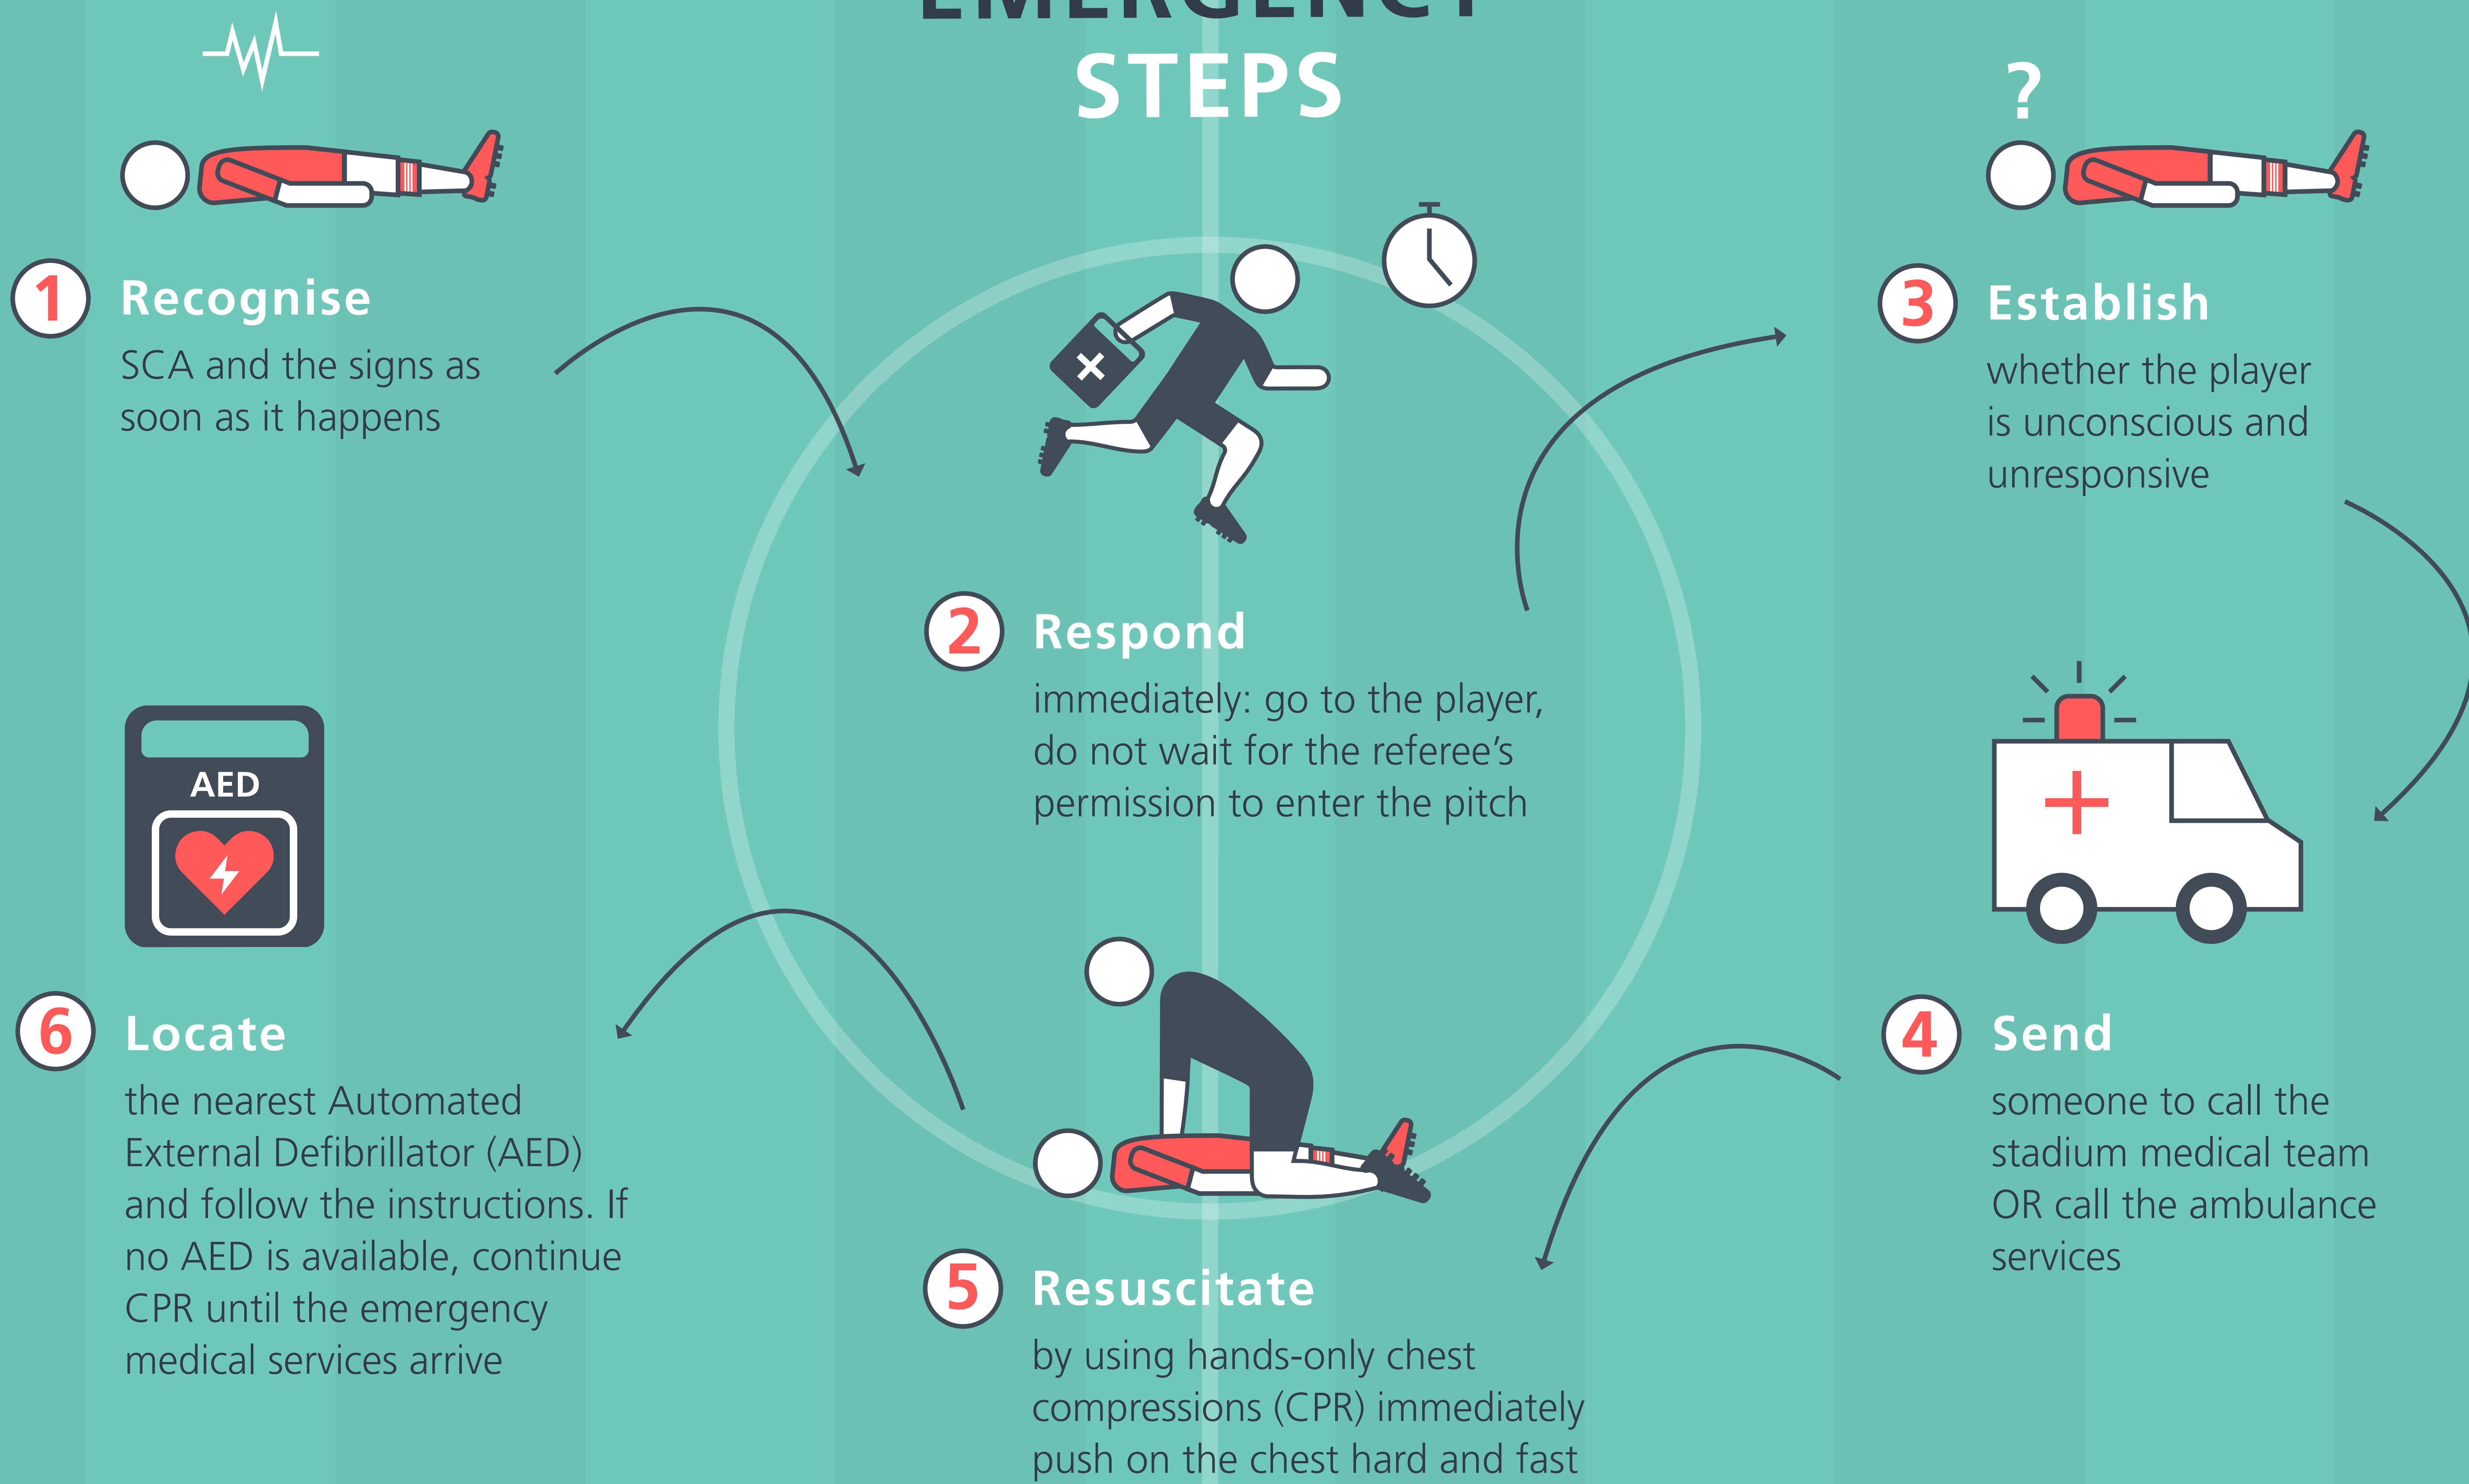 EMERGENCY
STEPS
?
1
Recognise
SCA and the signs as
soon as it happens
2
Respond
immediately: go to the player,
do not wait for the referee’s
permission to enter the pitch
3
Establish
whether the player
is unconscious and
unresponsive
4
Send
someone to call the
stadium medical team
OR call the ambulance
services
5
Resuscitate
by using hands-only chest
compressions (CPR) immediately
push on the chest hard and fast
AED
6
Locate
the nearest Automated
External Defibrillator (AED)
and follow the instructions. If
no AED is available, continue
CPR until the emergency
medical services arrive